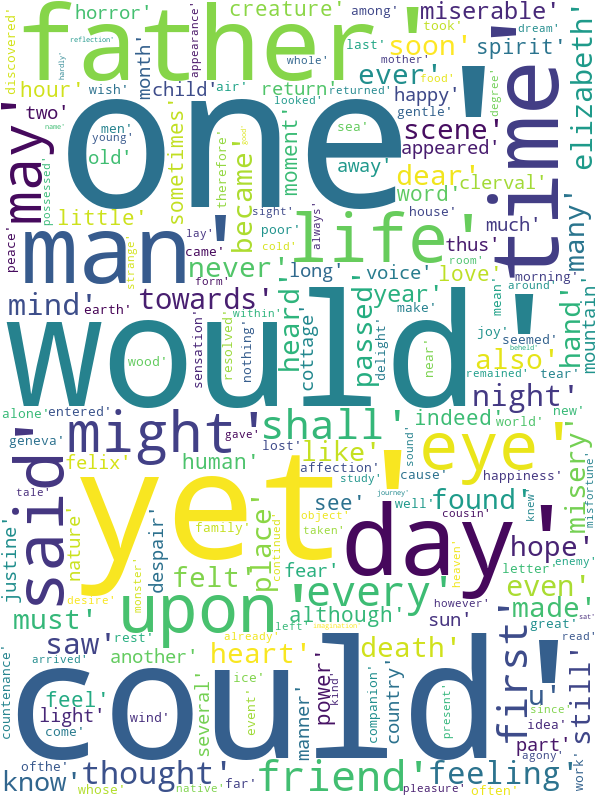 father'
horror'
creature'
among'
miserable'
discovered'
reflection'
hardly'
appearance'
soon'
spirit'
took'
last'
month'
whole'
mother'
dream'
hour'
wish'
child'
air'
return'
returned'
ever'
food'
looked'
happy'
gentle'
degree'
elizabeth'
time'
one'
may'
two'
name'
men'
young'
old'
possessed'
little'
sometimes'
became'
therefore'
good'
moment'
sea'
away'
scene'
appeared'
dear'
word'
clerval'
house'
sight'
always'
many'
much'
thus'
peace'
man'
lay'
came'
strange'
form'
poor'
cold'
never'
life'
long'
voice'
love'
room'
morning'
mind'
earth'
towards'
within'
year'
make'
mean'
around'
mountain'
hand'
would'
wood'
sensation'
resolved'
nothing'
heard'
cottage'
passed'
delight'
near'
joy'
seemed'
beheld'
also'
remained'
tear'
night'
alone'
entered'
geneva'
might'
gave'
lost'
shall'
sound'
indeed'
world'
new'
said'
felix'
human'
like'
affection'
study'
cause'
eye'
happiness'
misery'
misfortune'
tale'
yet'
journey'
well'
see'
found'
cousin'
knew'
justine'
nature'
despair'
family'
object'
taken'
place'
continued'
day'
hope'
letter'
enemy'
felt'
fear'
heaven'
desire'
monster'
upon'
every'
even'
made'
although'
sun'
however'
great'
sat'
must'
left'
imagination'
saw'
rest'
already'
death'
first'
read'
another'
heart'
u'
still'
since'
idea'
countenance'
arrived'
could'
feel'
light'
come'
wind'
several'
ice'
event'
manner'
power'
kind'
companion'
country'
present'
part'
agony'
work'
ofthe'
know'
thought'
whose'
native'
far'
friend'
pleasure'
feeling'
often'